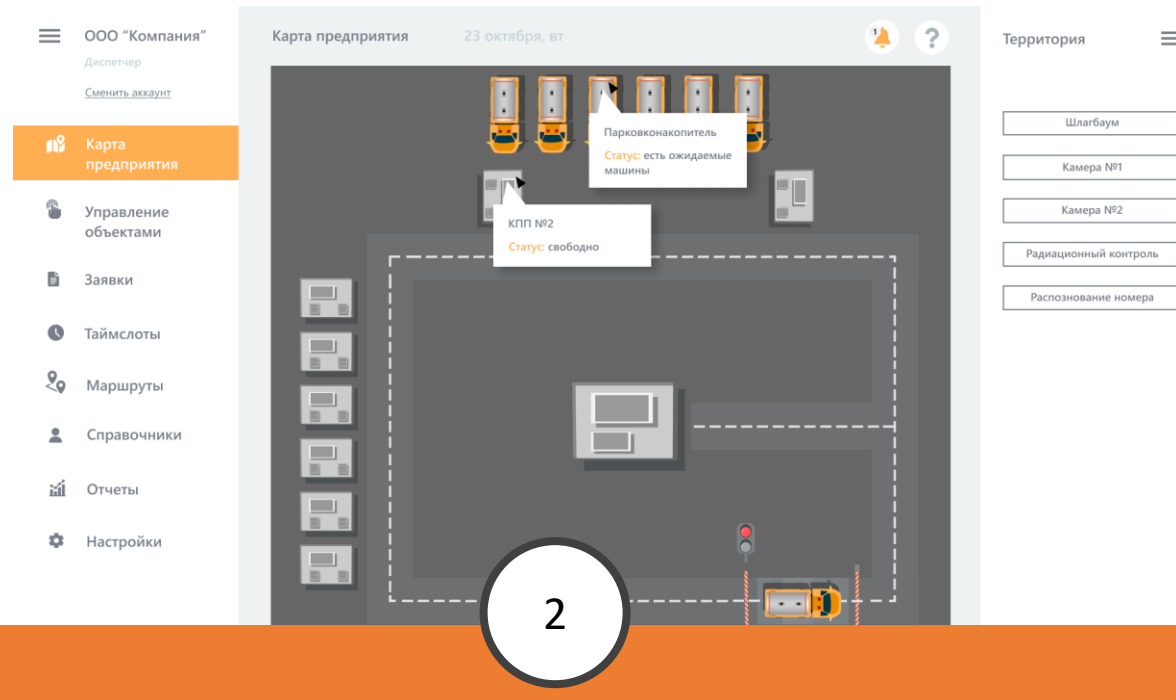 ООО "Компания"
Диспетчер
Сменить аккаунт
Карта
предприятия
Управление
объектами
Заявки
Таймслоты
Маршруты
Справочники
Отчеты
Настройки
Карта предприятия
23 октября, вт
1
?
Парковконакопитель
Статус: есть ожидаемые
машины
КПП №2
Статус: свободно
Территория
Шлагбаум
Камера №1
Камера №2
Радиационный контроль
Распознование номера
2